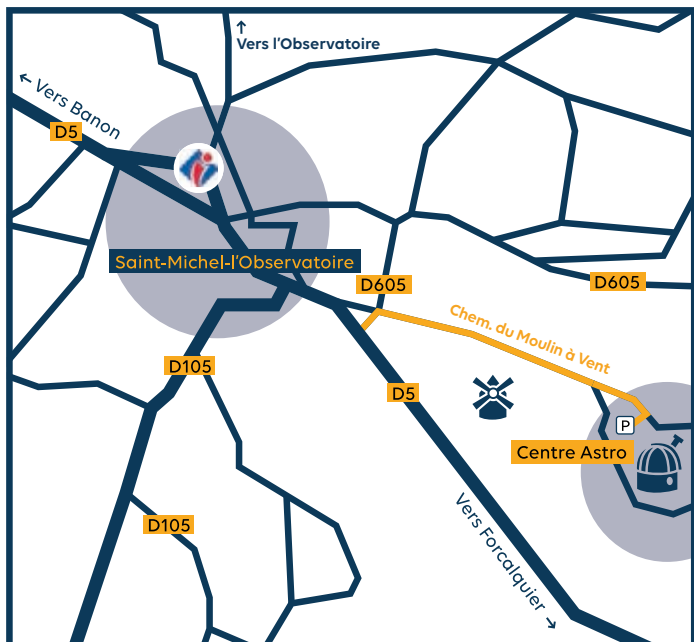 ↑
Vers l'Observatoire
← Vers Banon
D5
Saint-Michel-l'Observatoire
D605
D605
Chem. du Moulin à Vent
D105
D5
P
Centre Astro
D105
Vers Forcalquier →